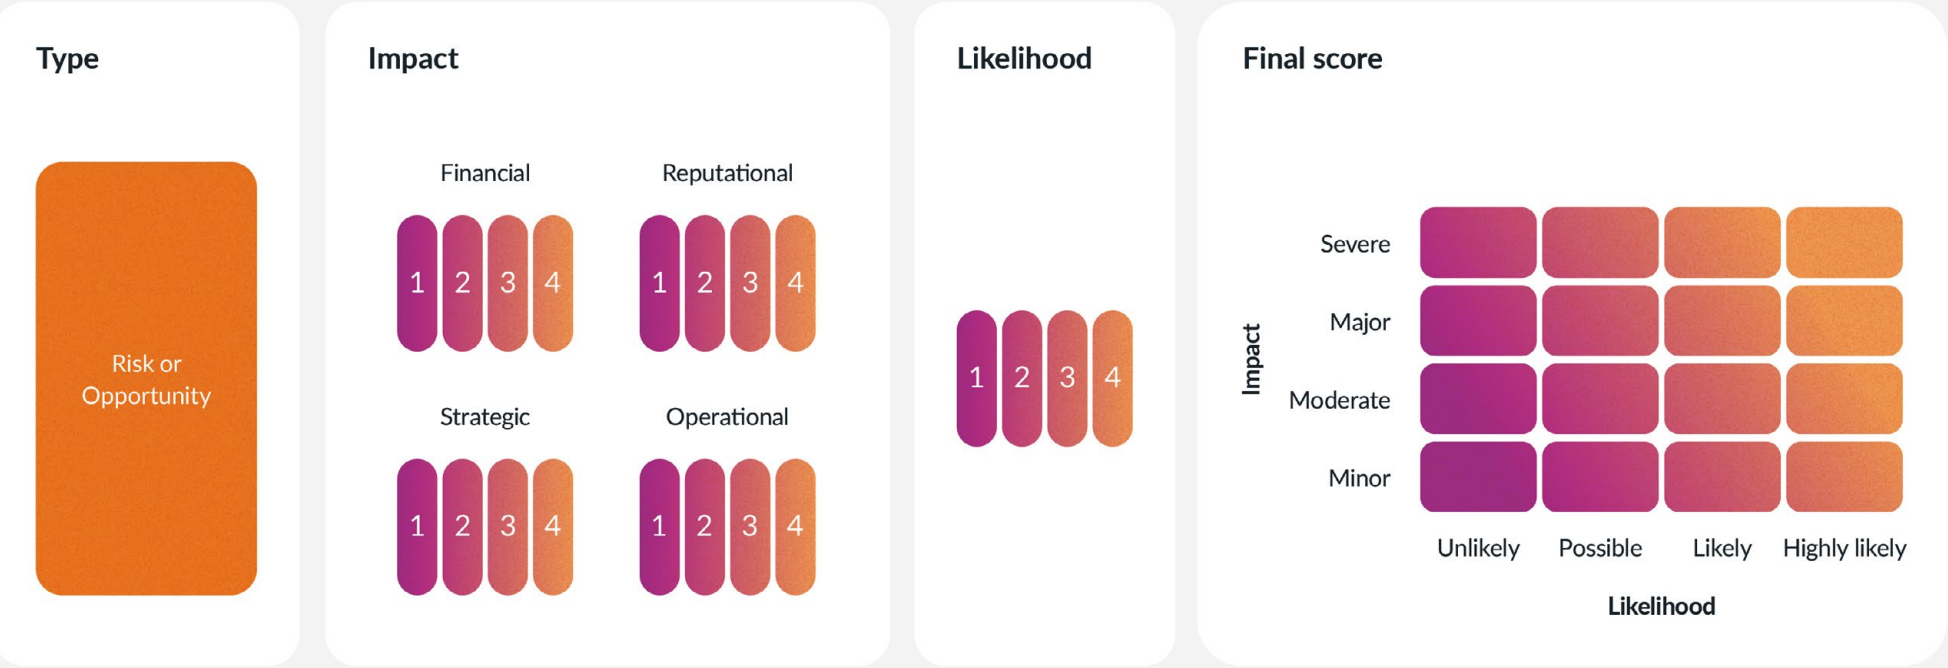 Type
Risk or
Opportunity
Impact
Financial
1 2 3 4
Reputational
1 2 3 4
Strategic
1 2 3 4
Operational
1 2 3 4
Likelihood
1 2 3 4
Final score
Impact
Severe
Major
Moderate
Minor
Unlikely Possible Likely Highly likely
Likelihood